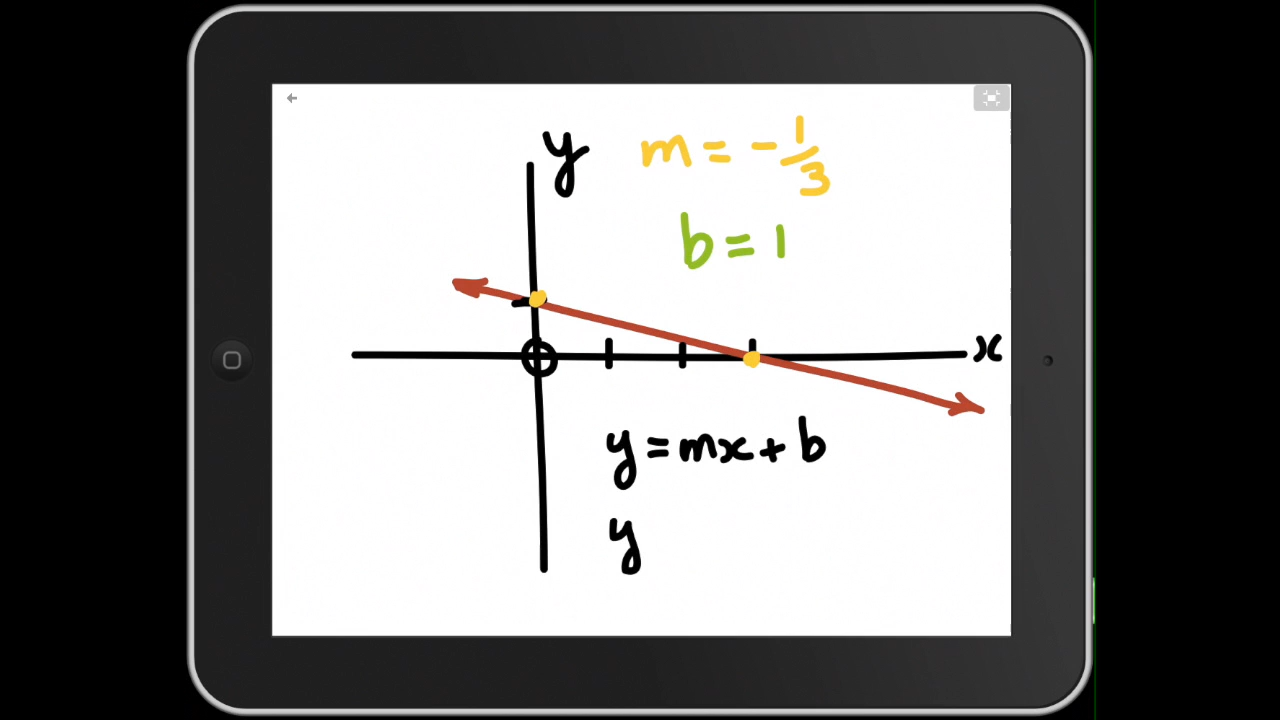 y
m = -1/3
b = 1
x
y = mx + b
y